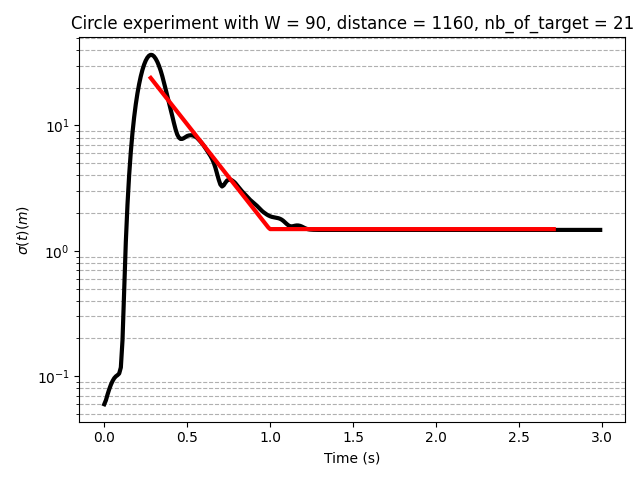 Circle experiment with W = 90, distance = 1160, nb_of_target = 21
σ(t)(m)
10¹
10⁰
10⁻¹
0.0 0.5 1.0 1.5 2.0 2.5 3.0
Time (s)